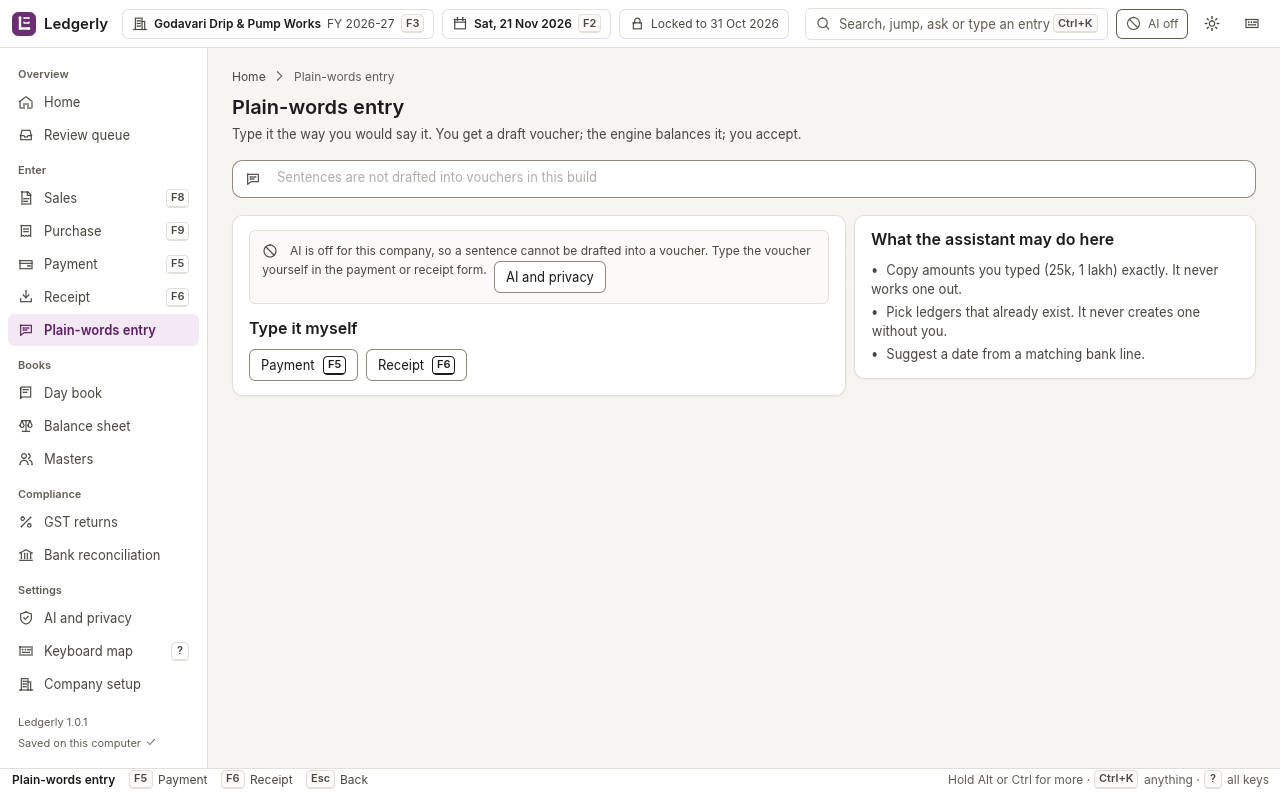 Ledgerly
Godavari Drip & Pump Works FY 2026-27 F3
Sat, 21 Nov 2026 F2
Locked to 31 Oct 2026
Search, jump, ask or type an entry Ctrl+K
AI off
Overview
Home
Review queue
Enter
Sales F8
Purchase F9
Payment F5
Receipt F6
Plain-words entry
Books
Day book
Balance sheet
Masters
Compliance
GST returns
Bank reconciliation
Settings
AI and privacy
Keyboard map ?
Company setup
Ledgerly 1.0.1
Saved on this computer
Home Plain-words entry
Plain-words entry
Type it the way you would say it. You get a draft voucher; the engine balances it; you accept.
Sentences are not drafted into vouchers in this build
AI is off for this company, so a sentence cannot be drafted into a voucher. Type the voucher
yourself in the payment or receipt form. AI and privacy
Type it myself
Payment F5 Receipt F6
What the assistant may do here
• Copy amounts you typed (25k, 1 lakh) exactly. It never
works one out.
• Pick ledgers that already exist. It never creates one
without you.
• Suggest a date from a matching bank line.
Plain-words entry F5 Payment F6 Receipt Esc Back
Hold Alt or Ctrl for more · Ctrl+K anything · ? all keys